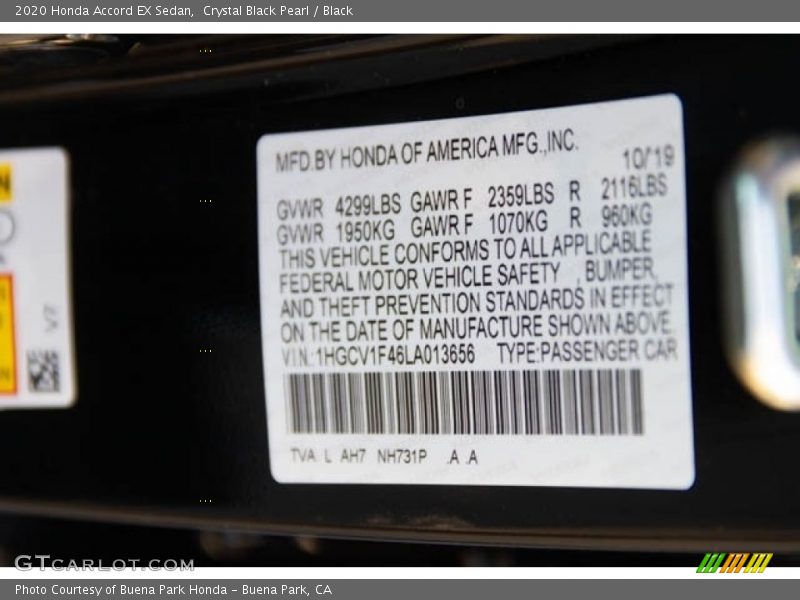 2020 Honda Accord EX Sedan,  Crystal Black Pearl / Black
MFD.BY HONDA OF AMERICA MFG.,INC.
10/'19
GVWR 4299LBS GAWR F 2359LBS R 2116LBS
GVWR 1950KG GAWR F 1070KG R 960KG
THIS VEHICLE CONFORMS TO ALL APPLICABLE
FEDERAL MOTOR VEHICLE SAFETY , BUMPER,
AND THEFT PREVENTION STANDARDS IN EFFECT
ON THE DATE OF MANUFACTURE SHOWN ABOVE.
VIN:1HGCV1F46LA013656 TYPE:PASSENGER CAR
TVA L AH7 NH731P .A .A
GTCARLOT.COM
Photo Courtesy of Buena Park Honda – Buena Park, CA